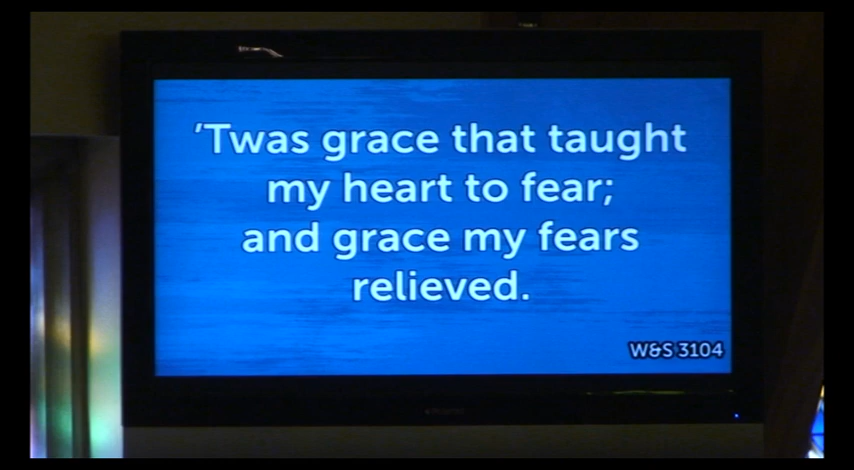 ’Twas grace that taught
my heart to fear;
and grace my fears
relieved.
W&S 3104